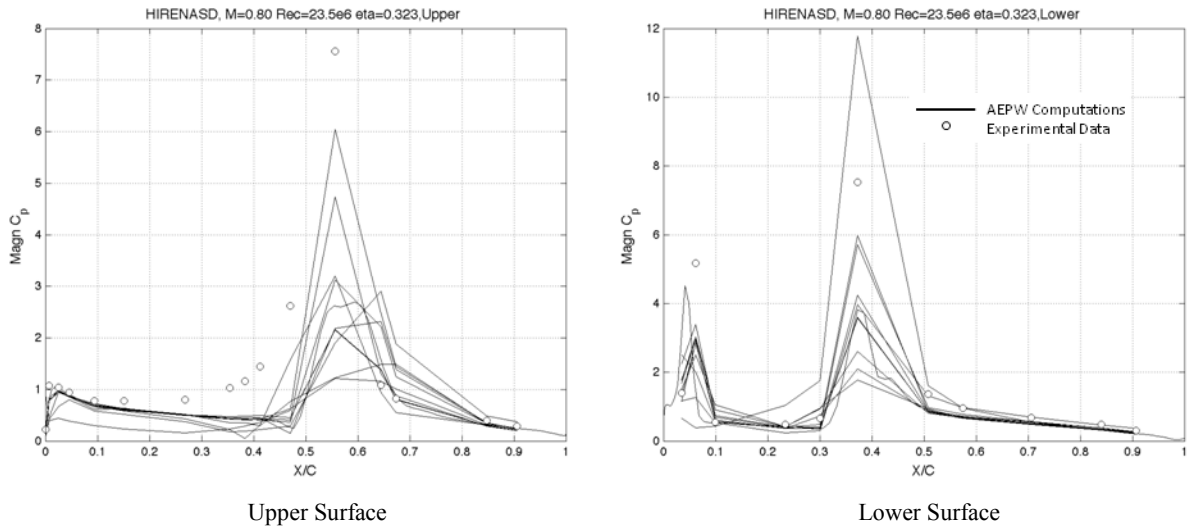 HIRENASD, M=0.80 Rec=23.5e6 eta=0.323,Upper
8
7
6
5
4
3
2
1
0
Magn Cp
0 0.1 0.2 0.3 0.4 0.5 0.6 0.7 0.8 0.9 1
X/C
Upper Surface
HIRENASD, M=0.80 Rec=23.5e6 eta=0.323,Lower
12
10
8
6
4
2
0
Magn Cp
AEPW Computations
Experimental Data
0 0.1 0.2 0.3 0.4 0.5 0.6 0.7 0.8 0.9 1
X/C
Lower Surface